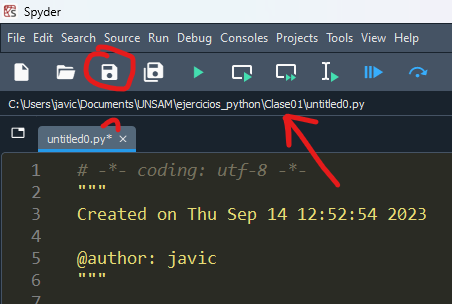 Spyder
File Edit Search Source Run Debug Consoles Projects Tools View Help
C:\Users\javic\Documents\UNSAM\ejercicios_python\Clase01\untitled0.py
untitled0.py*
1 # -*- coding: utf-8 -*-
2 """
3 Created on Thu Sep 14 12:52:54 2023
4
5 @author: javic
6 """
7